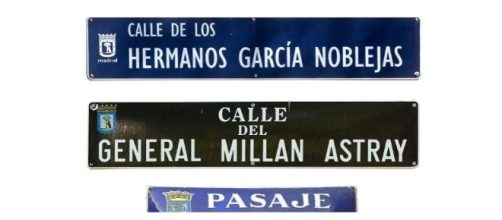 CALLE DE LOS
HERMANOS GARCÍA NOBLEJAS
madrid
CALLE
DEL
GENERAL MILLAN ASTRAY
PASAJE